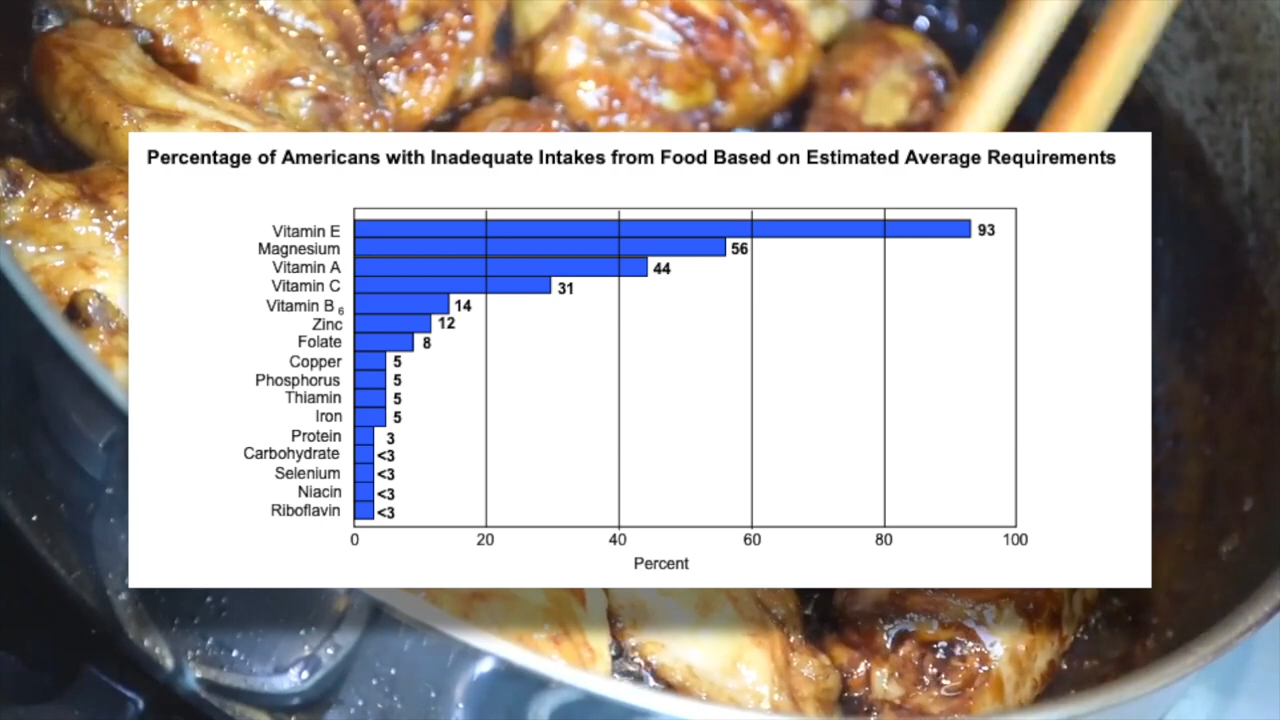 Percentage of Americans with Inadequate Intakes from Food Based on Estimated Average Requirements
Vitamin E 93
Magnesium 56
Vitamin A 44
Vitamin C 31
Vitamin B 6 14
Zinc 12
Folate 8
Copper 5
Phosphorus 5
Thiamin 5
Iron 5
Protein 3
Carbohydrate <3
Selenium <3
Niacin <3
Riboflavin <3
0 20 40 60 80 100
Percent